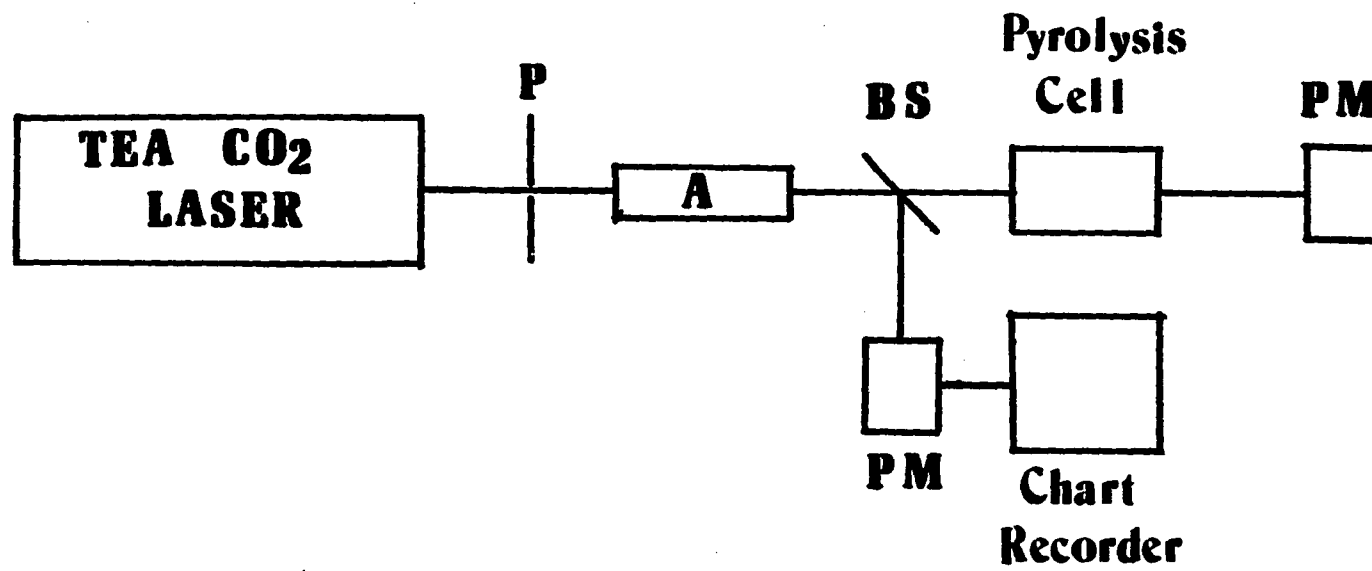 Pyrolysis
Cell
P
BS
PM
TEA CO₂
LASER
A
PM
Chart
Recorder